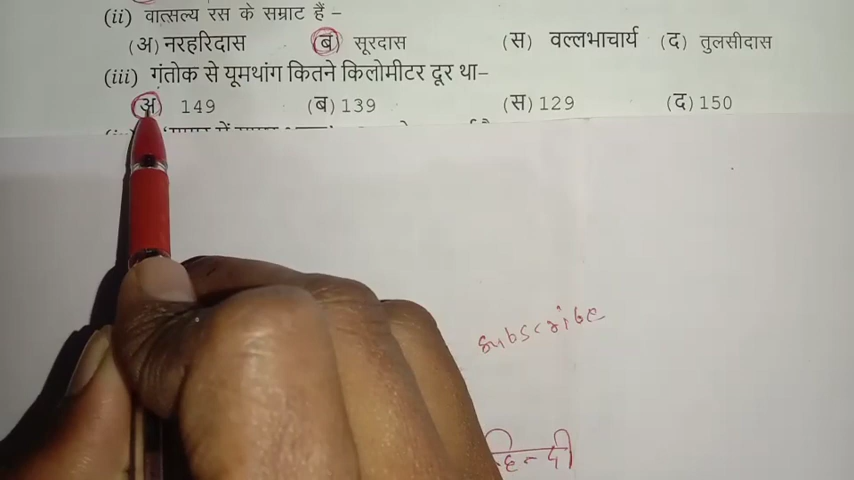 (ii) वात्सल्य रस के सम्राट हैं -
(अ) नरहरिदास (ब) सूरदास (स) वल्लभाचार्य (द) तुलसीदास
(iii) गंतोक से यूमथांग कितने किलोमीटर दूर था-
(अ) 149 (ब) 139 (स) 129 (द) 150
Subscribe
हिन्दी